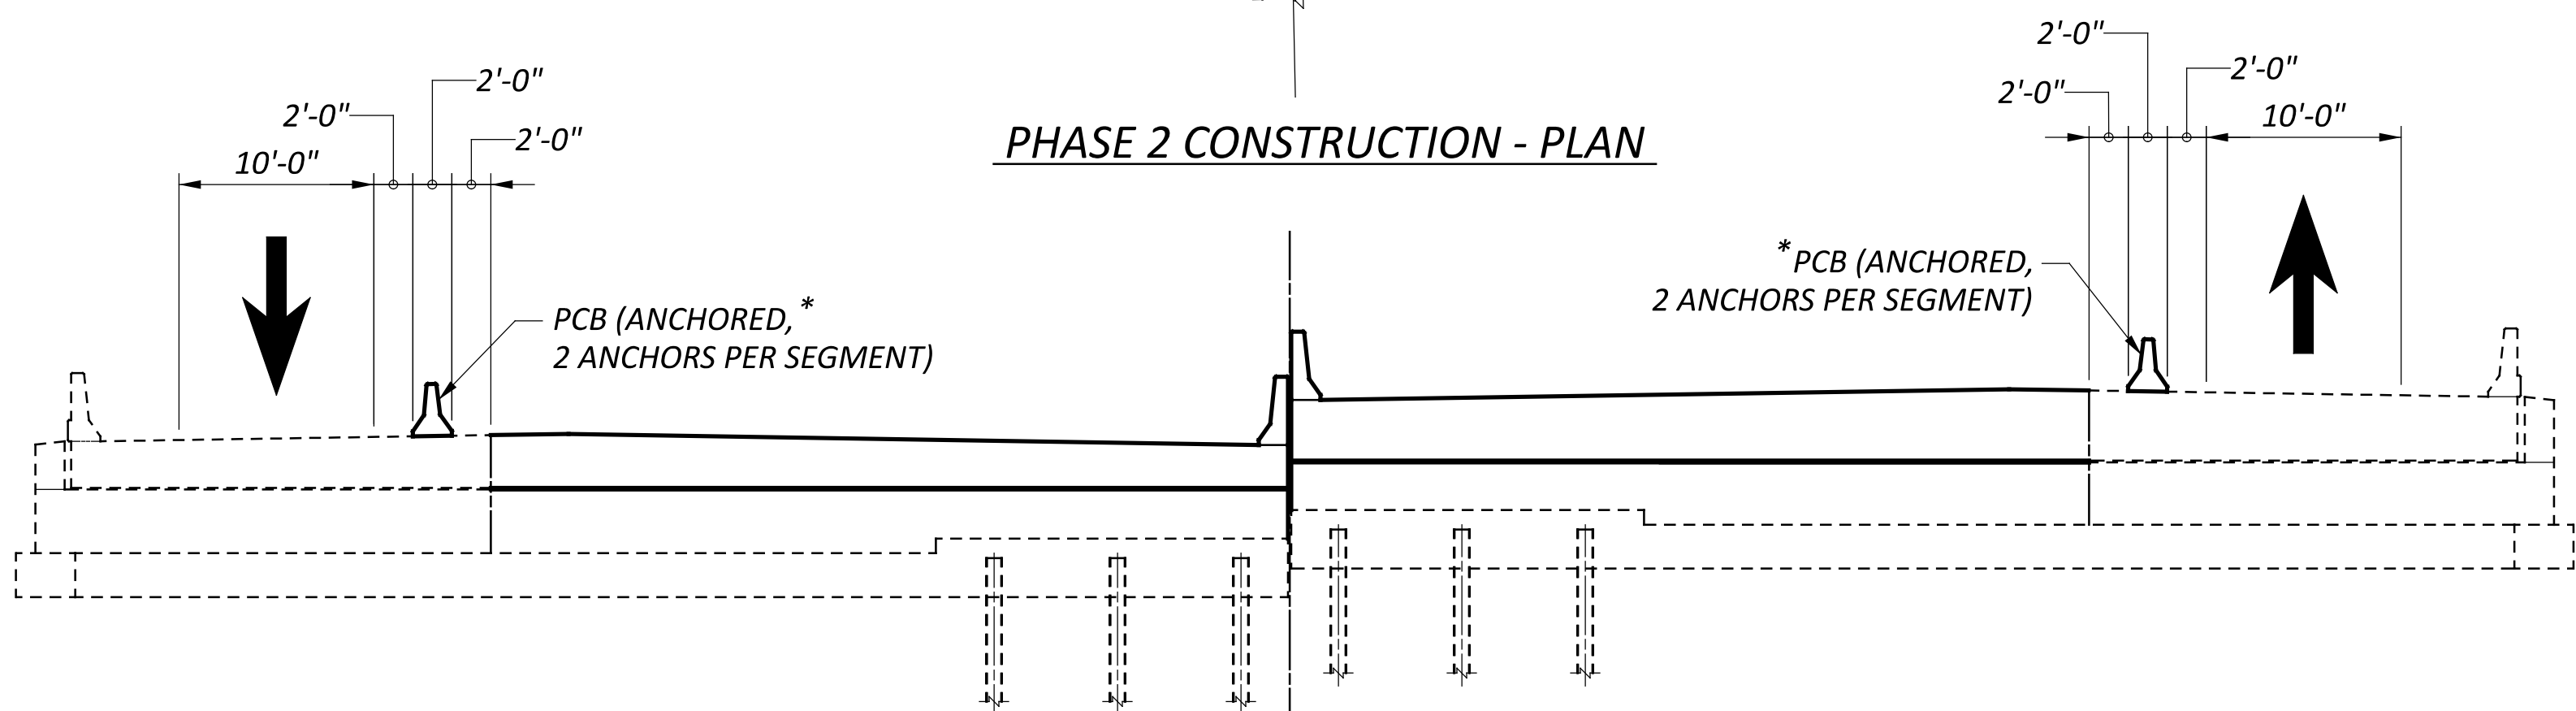 2'-0"
2'-0"
2'-0"
10'-0"
PHASE 2 CONSTRUCTION - PLAN
2'-0"
2'-0"
2'-0"
10'-0"
PCB (ANCHORED, *
2 ANCHORS PER SEGMENT)
*PCB (ANCHORED,
2 ANCHORS PER SEGMENT)